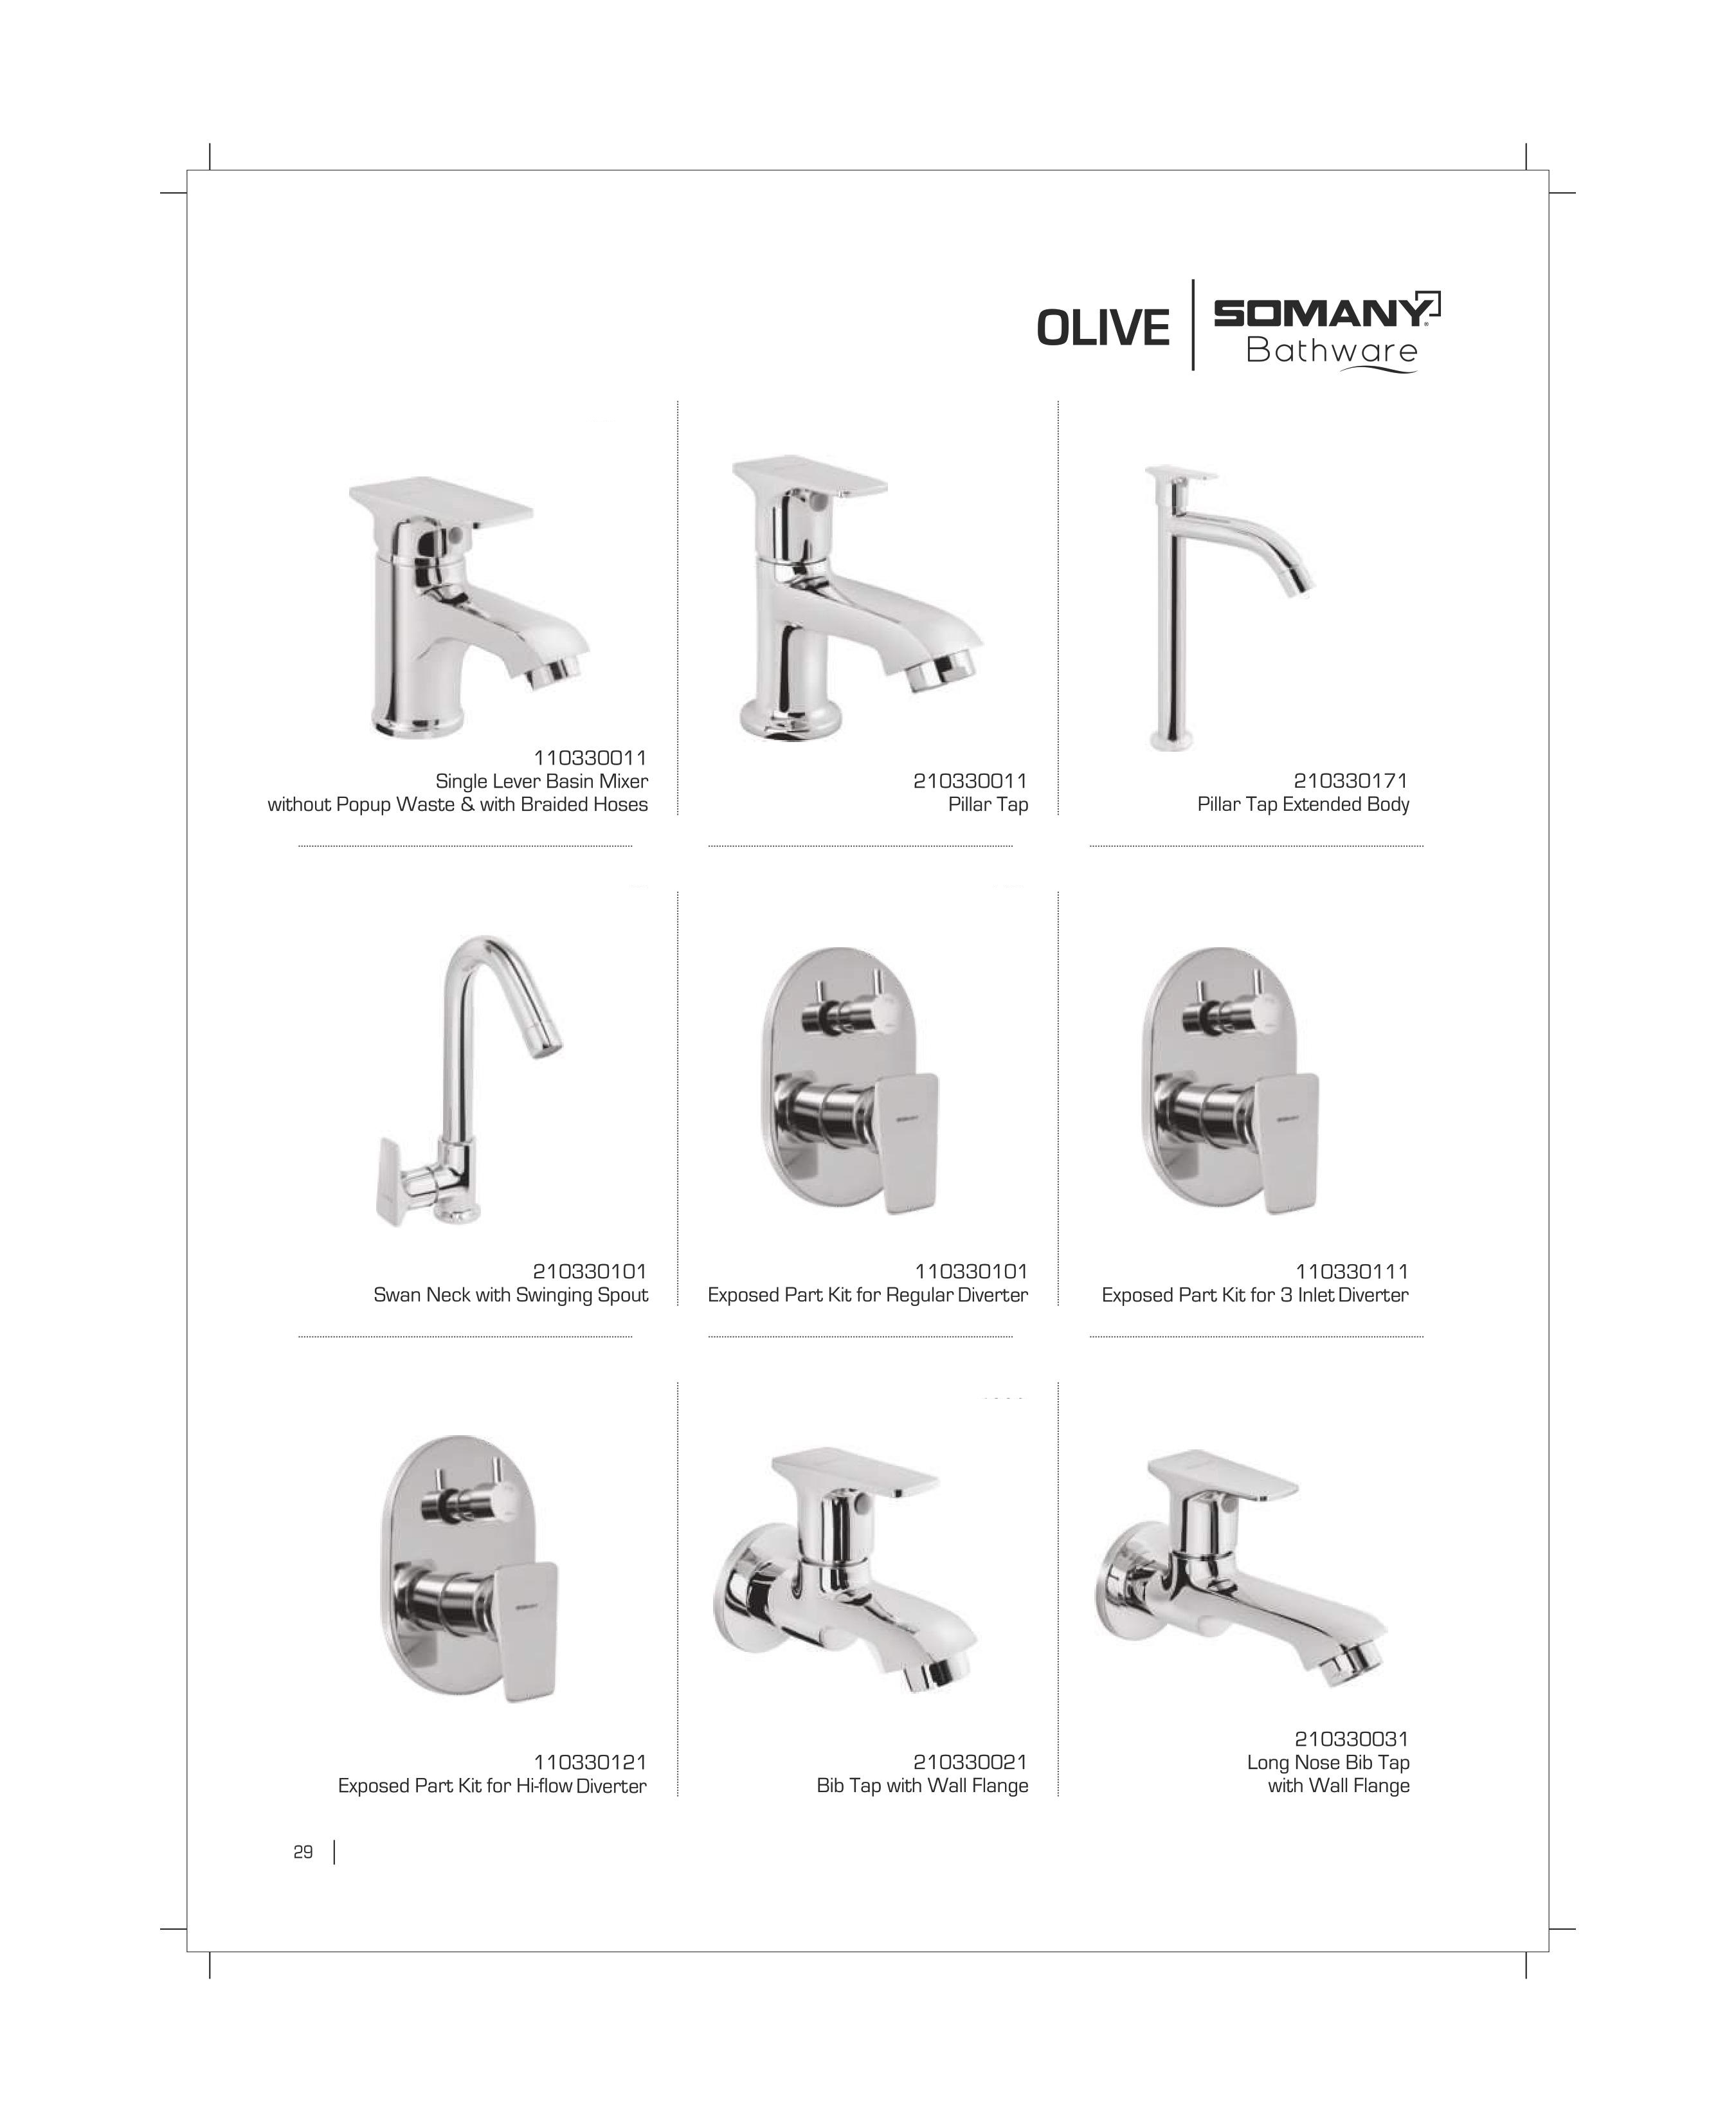 OLIVE
SOMANY
Bathware
110330011
Single Lever Basin Mixer
without Popup Waste & with Braided Hoses
210330011
Pillar Tap
210330171
Pillar Tap Extended Body
210330101
Swan Neck with Swinging Spout
110330101
Exposed Part Kit for Regular Diverter
110330111
Exposed Part Kit for 3 Inlet Diverter
110330121
Exposed Part Kit for Hi-flow Diverter
210330021
Bib Tap with Wall Flange
210330031
Long Nose Bib Tap
with Wall Flange
29